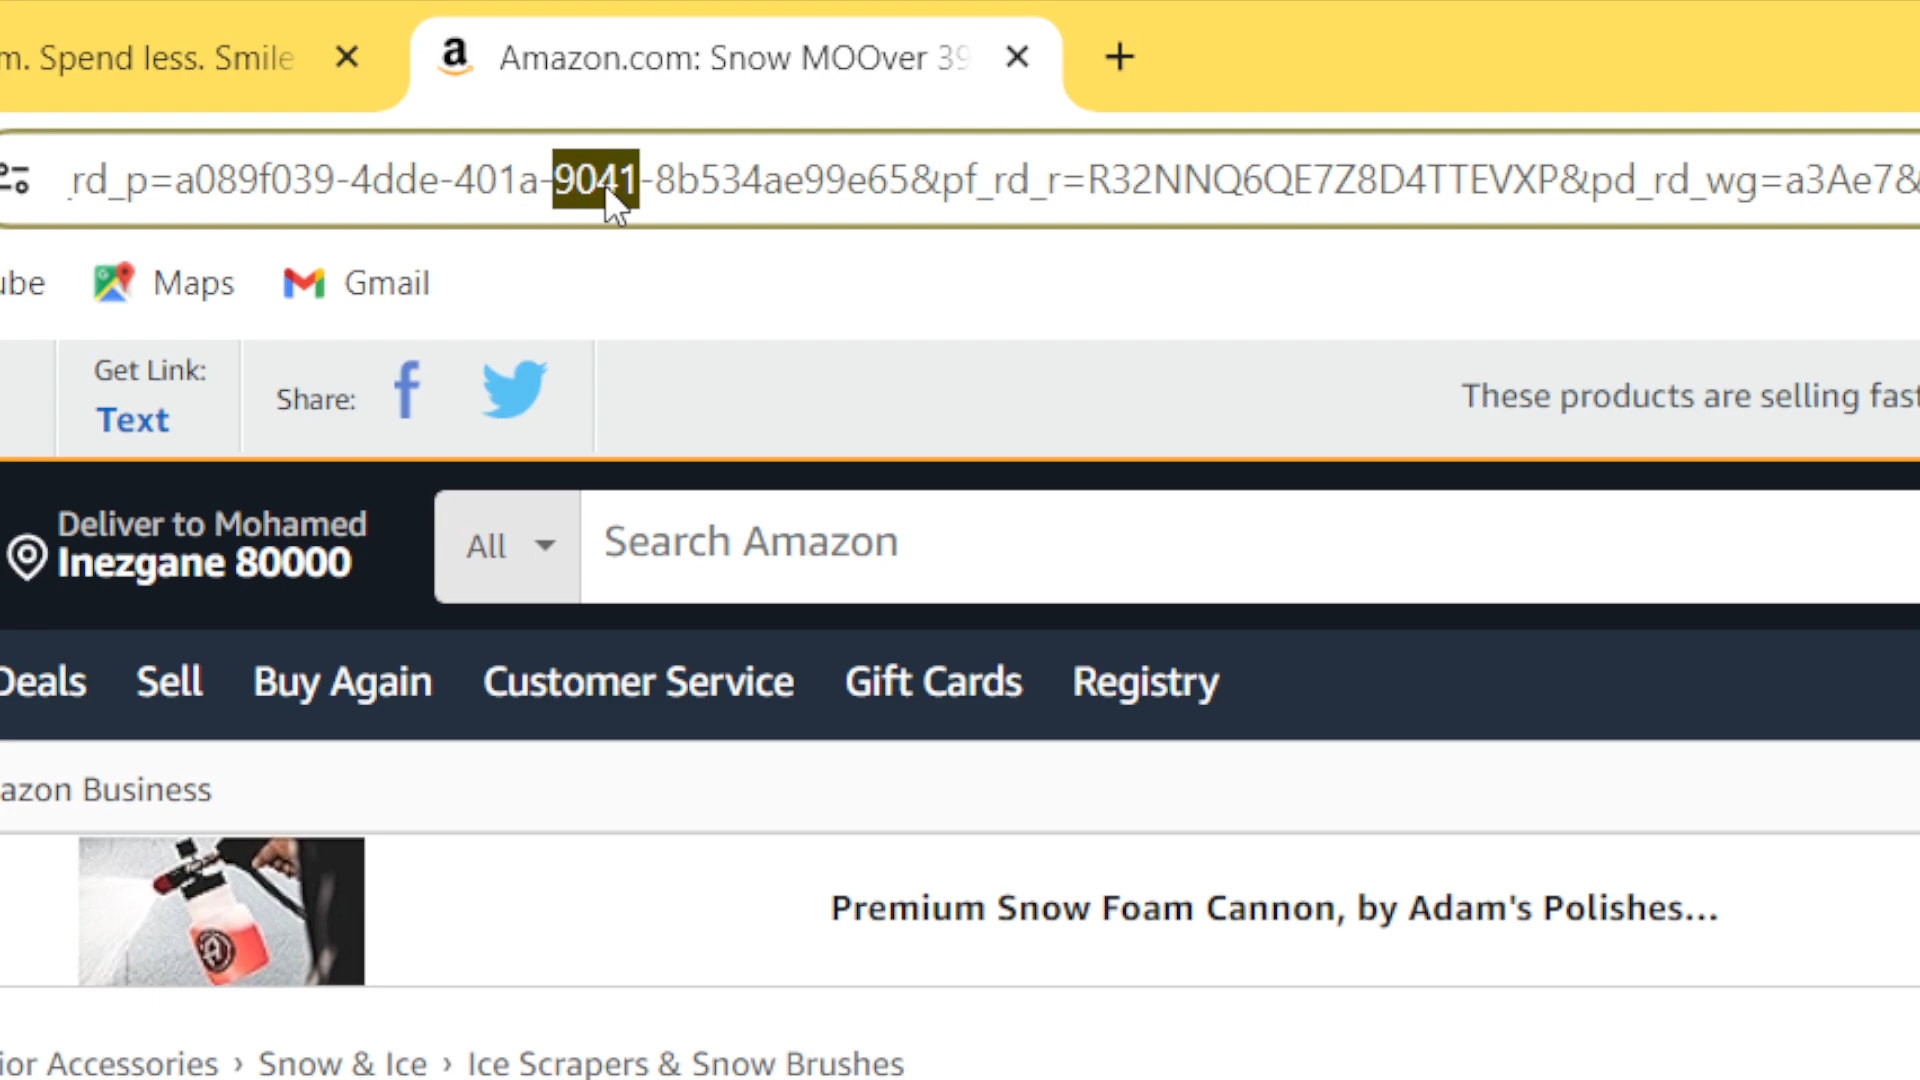 m. Spend less. Smile
Amazon.com: Snow MOOver 39
_rd_p=a089f039-4dde-401a-9041-8b534ae99e65&pf_rd_r=R32NNQ6QE7Z8D4TTEVXP&pd_rd_wg=a3Ae7&
ube Maps Gmail
Get Link:
Text
Share:
These products are selling fast
Deliver to Mohamed
Inezgane 80000
All
Search Amazon
Deals Sell Buy Again Customer Service Gift Cards Registry
azon Business
Premium Snow Foam Cannon, by Adam's Polishes...
ior Accessories › Snow & Ice › Ice Scrapers & Snow Brushes